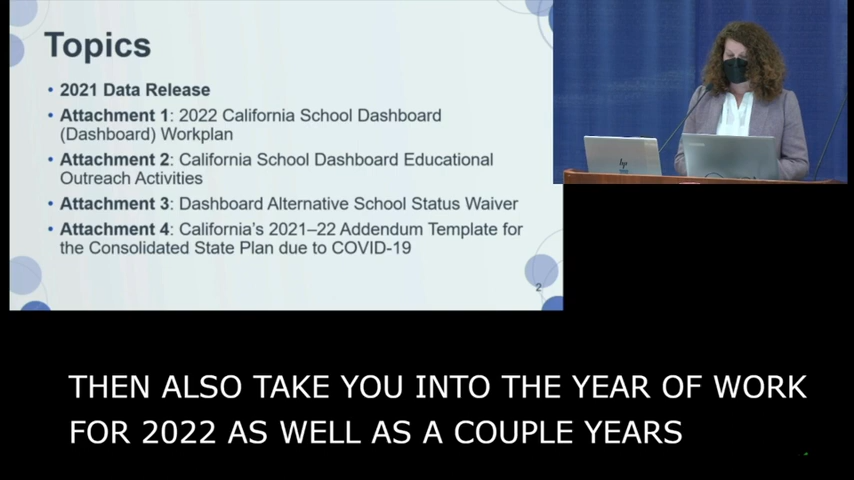 Topics
• 2021 Data Release
• Attachment 1: 2022 California School Dashboard
(Dashboard) Workplan
• Attachment 2: California School Dashboard Educational
Outreach Activities
• Attachment 3: Dashboard Alternative School Status Waiver
• Attachment 4: California's 2021–22 Addendum Template for
the Consolidated State Plan due to COVID-19
2
hp
THEN ALSO TAKE YOU INTO THE YEAR OF WORK
FOR 2022 AS WELL AS A COUPLE YEARS